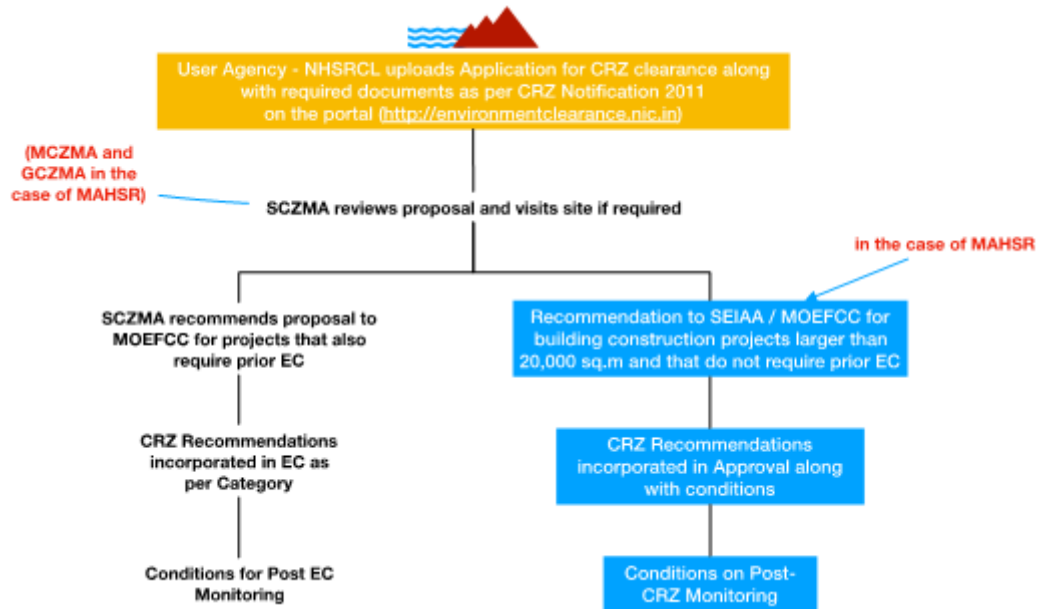 User Agency - NHSRCL uploads Application for CRZ clearance along
with required documents as per CRZ Notification 2011
on the portal (http://environmentclearance.nic.in)
(MCZMA and
GCZMA in the
case of MAHSR)
SCZMA reviews proposal and visits site if required
in the case of MAHSR
SCZMA recommends proposal to
MOEFCC for projects that also
require prior EC
Recommendation to SEIAA / MOEFCC for
building construction projects larger than
20,000 sq.m and that do not require prior EC
CRZ Recommendations
incorporated in EC as
per Category
CRZ Recommendations
incorporated in Approval along
with conditions
Conditions for Post EC
Monitoring
Conditions on Post-
CRZ Monitoring